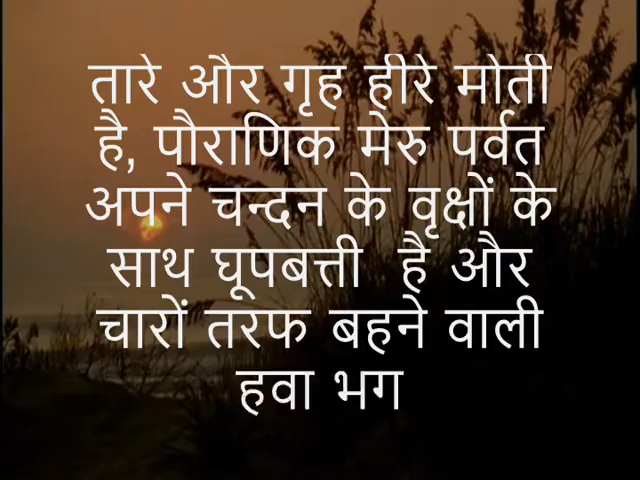 तारे और गृह हीरे मोती
है, पौराणिक मेरु पर्वत
अपने चन्दन के वृक्षों के
साथ घूपबत्ती है और
चारों तरफ बहने वाली
हवा भग